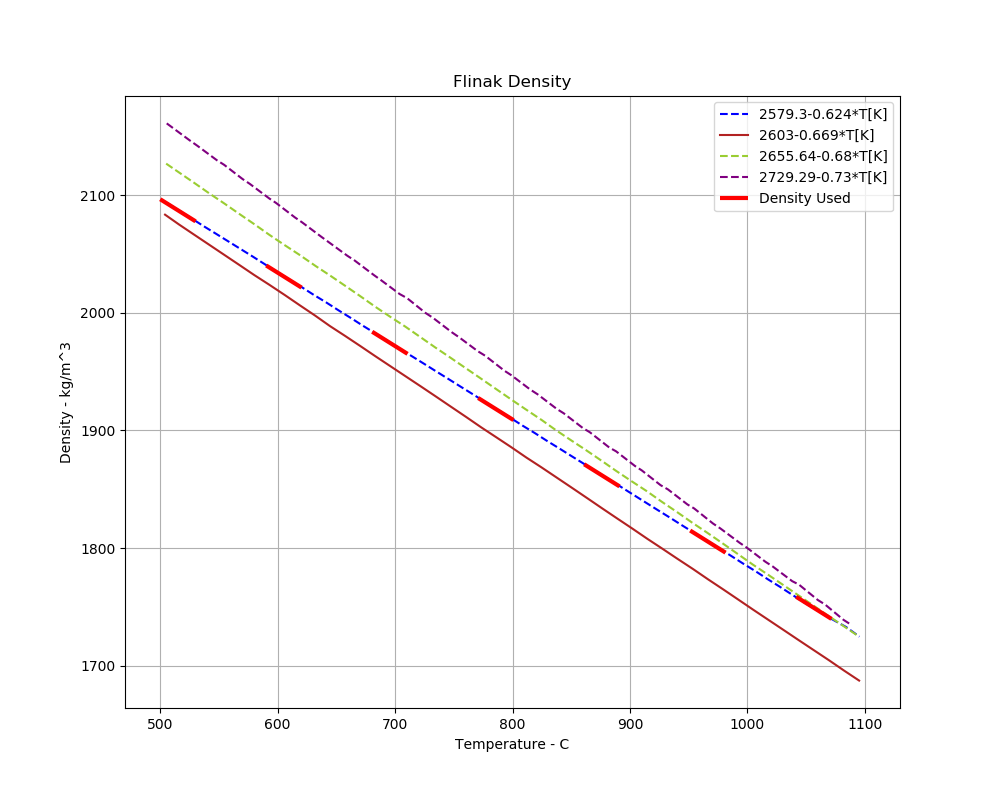 Flinak Density
2579.3-0.624*T[K]
2603-0.669*T[K]
2655.64-0.68*T[K]
2729.29-0.73*T[K]
Density Used
2100
2000
1900
1800
1700
Density - kg/m^3
500 600 700 800 900 1000 1100
Temperature - C